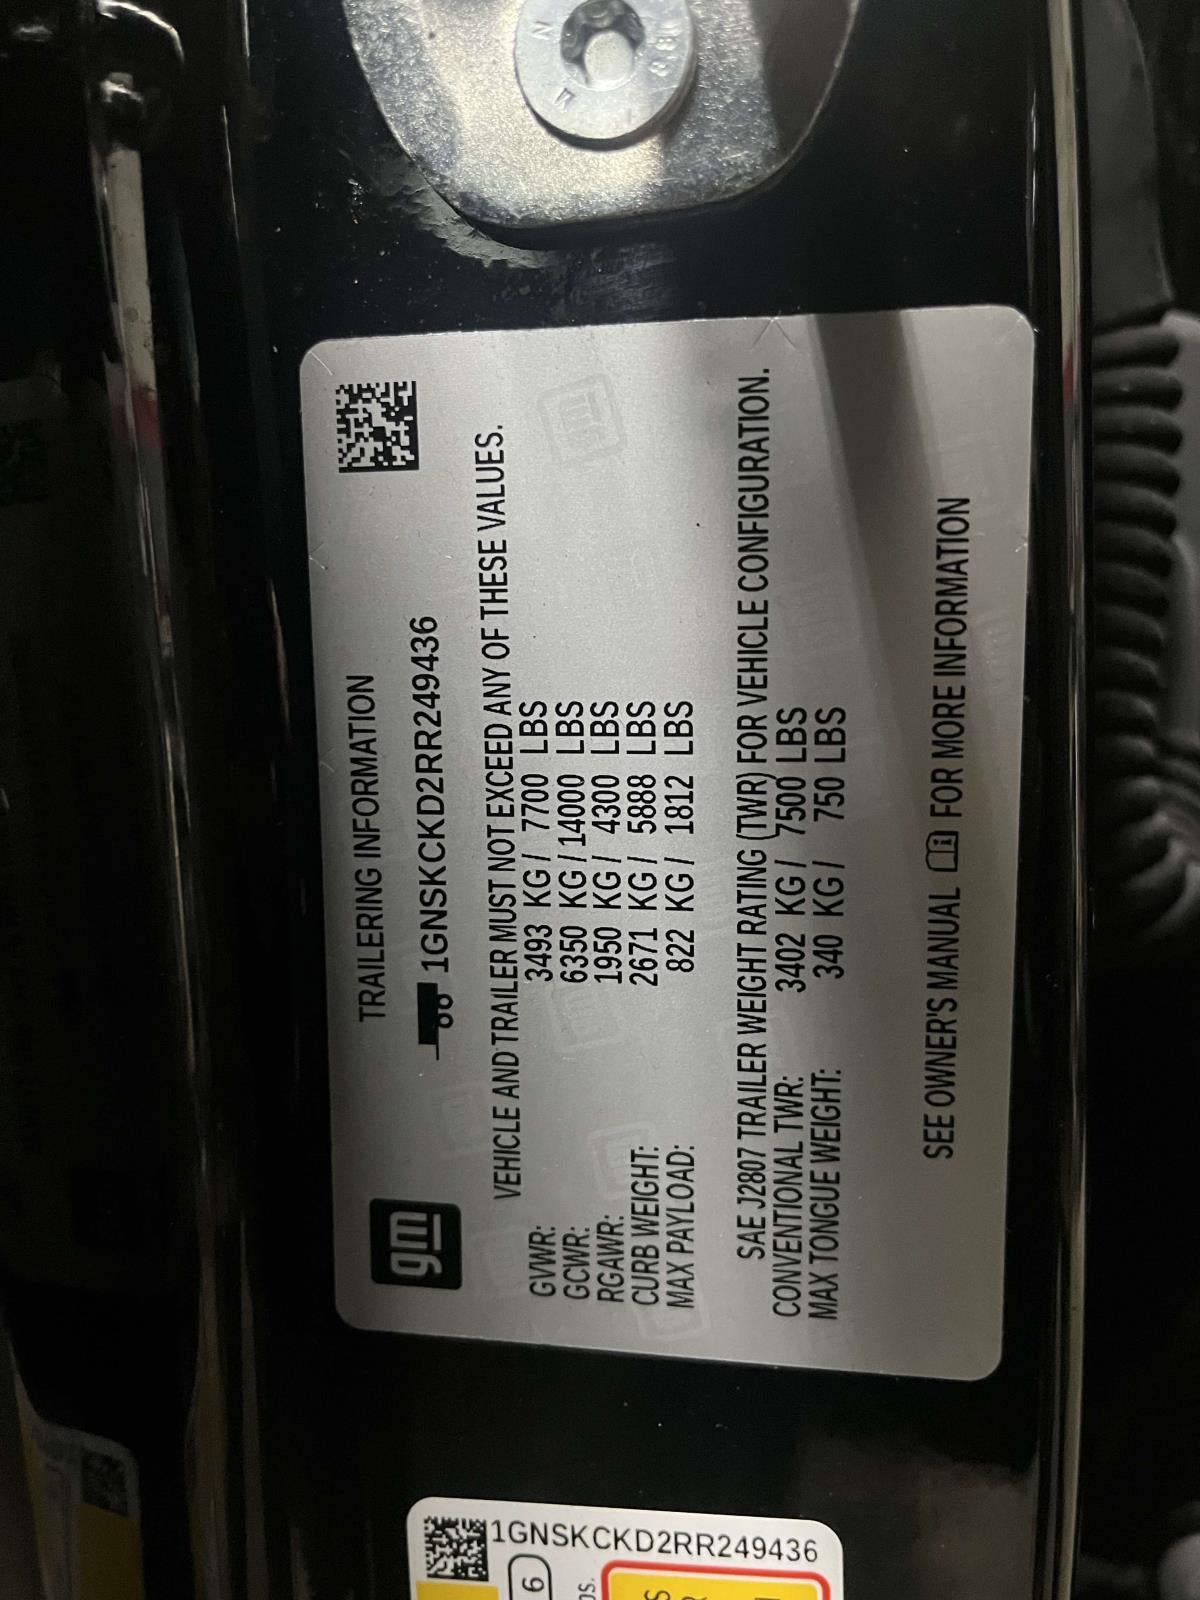 TRAILERING INFORMATION
gm
1GNSKCKD2RR249436
VEHICLE AND TRAILER MUST NOT EXCEED ANY OF THESE VALUES.
GVWR: 3493 KG / 7700 LBS
GCWR: 6350 KG / 14000 LBS
RGAWR: 1950 KG / 4300 LBS
CURB WEIGHT: 2671 KG / 5888 LBS
MAX PAYLOAD: 822 KG / 1812 LBS
SAE J2807 TRAILER WEIGHT RATING (TWR) FOR VEHICLE CONFIGURATION.
CONVENTIONAL TWR: 3402 KG / 7500 LBS
MAX TONGUE WEIGHT: 340 KG / 750 LBS
SEE OWNER'S MANUAL FOR MORE INFORMATION
1GNSKCKD2RR249436
6